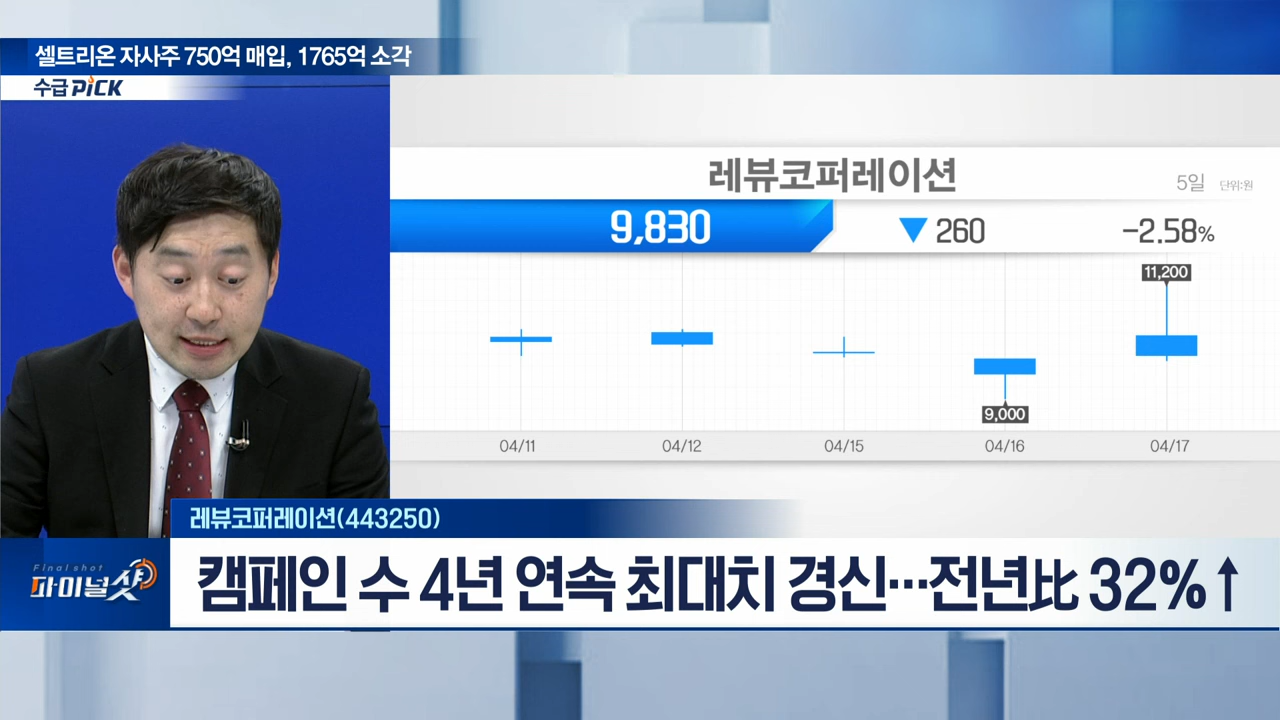 셀트리온 자사주 750억 매입, 1765억 소각
수급 PICK
레뷰코퍼레이션
5일 단위:원
9,830 ▼ 260 -2.58%
11,200
9,000
04/11 04/12 04/15 04/16 04/17
레뷰코퍼레이션(443250)
Final shot
파이널샷
캠페인 수 4년 연속 최대치 경신…전년比 32%↑